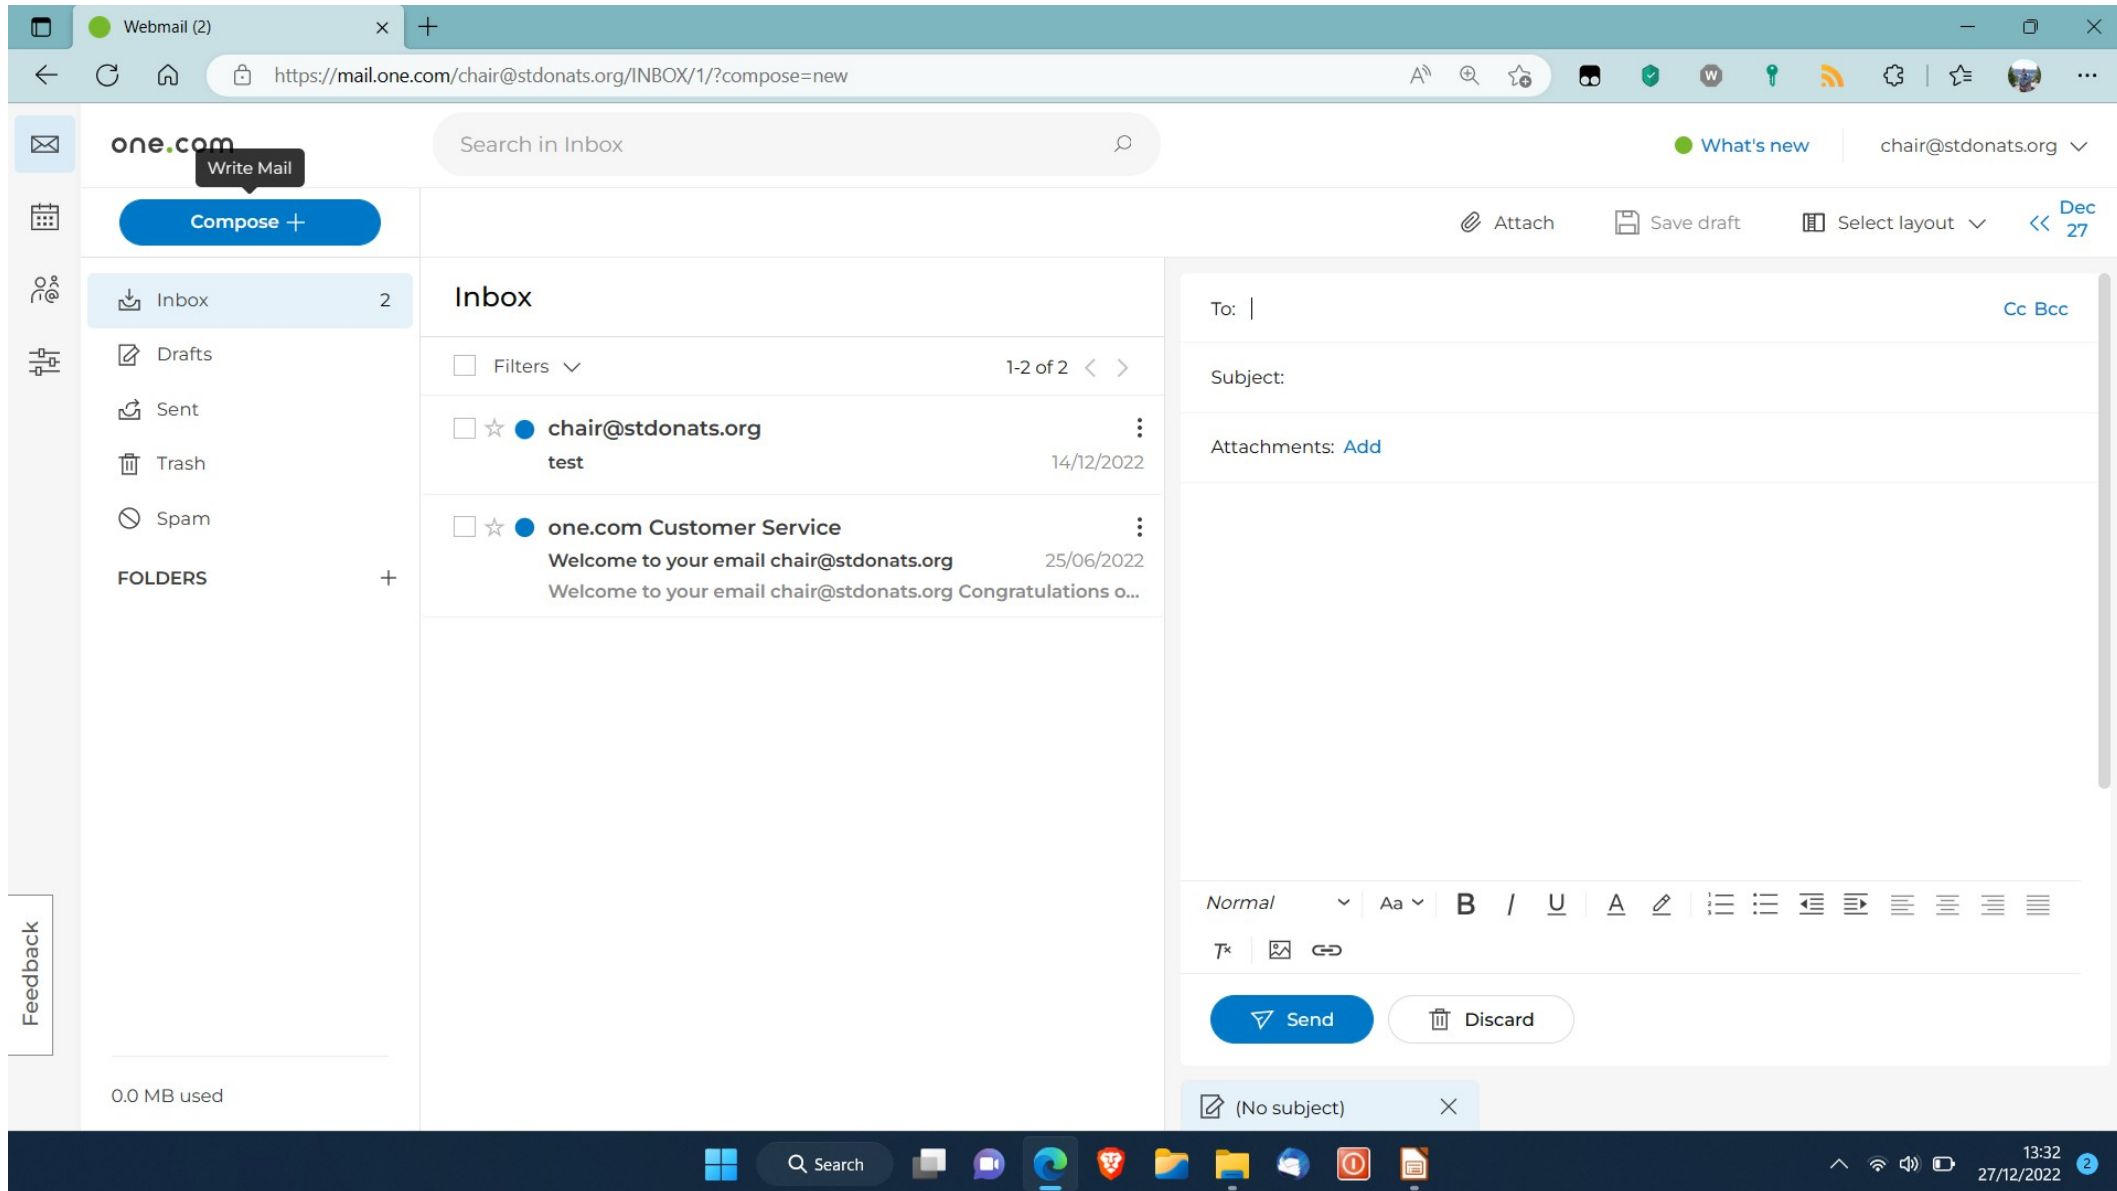 Webmail (2)
https://mail.one.com/chair@stdonats.org/INBOX/1/?compose=new
one.com
Search in Inbox
What's new
chair@stdonats.org
Write Mail
Compose
Attach
Save draft
Select layout
Dec
27
Inbox 2
Drafts
Sent
Trash
Spam
FOLDERS
0.0 MB used
Feedback
Inbox
Filters
1-2 of 2
chair@stdonats.org
test 14/12/2022
one.com Customer Service
Welcome to your email chair@stdonats.org 25/06/2022
Welcome to your email chair@stdonats.org Congratulations o...
To: Cc Bcc
Subject:
Attachments: Add
Normal Aa B I U A
Send Discard
(No subject)
Search
13:32
27/12/2022
2